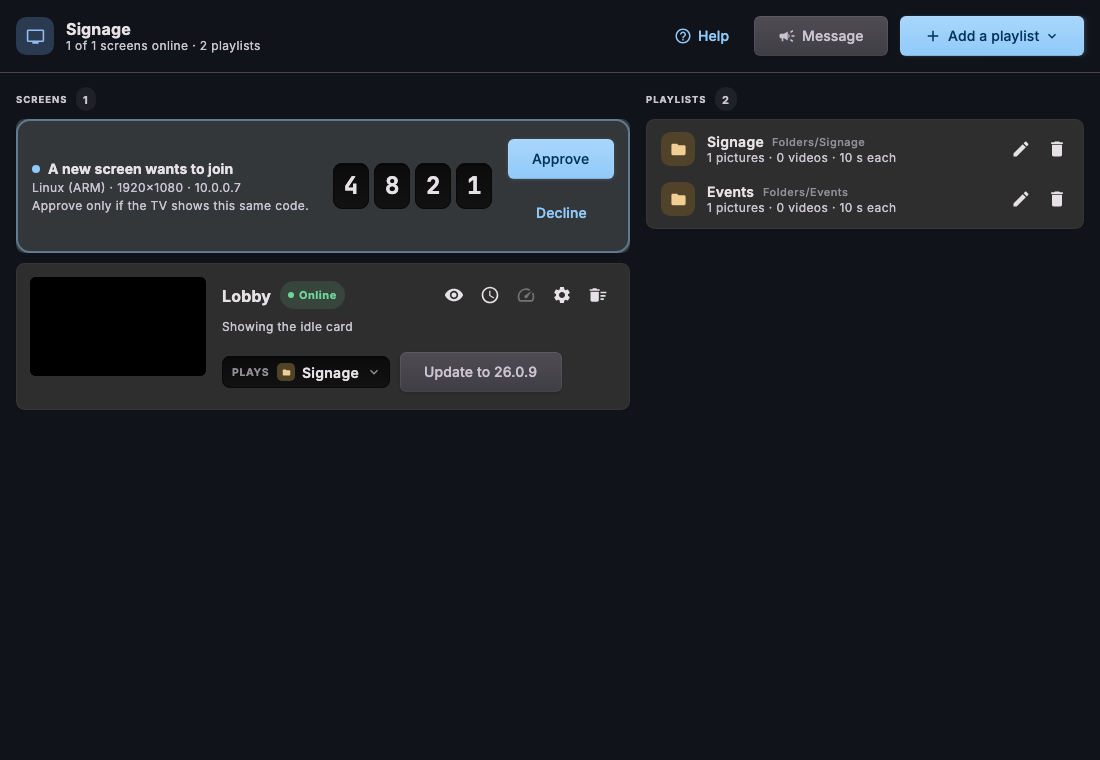 Signage
1 of 1 screens online · 2 playlists
Help
Message
Add a playlist
SCREENS 1
A new screen wants to join
Linux (ARM) · 1920×1080 · 10.0.0.7
Approve only if the TV shows this same code.
4 8 2 1
Approve
Decline
Lobby
Online
Showing the idle card
PLAYS Signage
Update to 26.0.9
PLAYLISTS 2
Signage Folders/Signage
1 pictures · 0 videos · 10 s each
Events Folders/Events
1 pictures · 0 videos · 10 s each